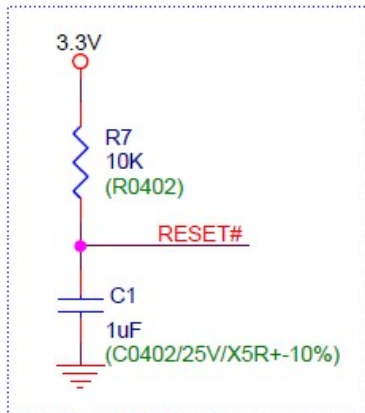 3.3V
R7
10K
(R0402)
RESET#
C1
1uF
(C0402/25V/X5R+-10%)